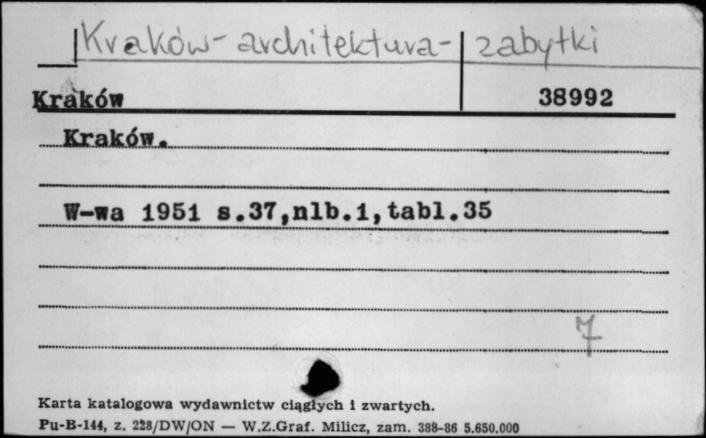 Kraków - architektura - zabytki
Kraków 38992
Kraków.
W-wa 1951 s.37,nlb.1,tabl.35
7
Karta katalogowa wydawnictw ciągłych i zwartych.
Pu-B-144, z. 228/DW/ON — W.Z.Graf. Milicz, zam. 388-86 5.650.000